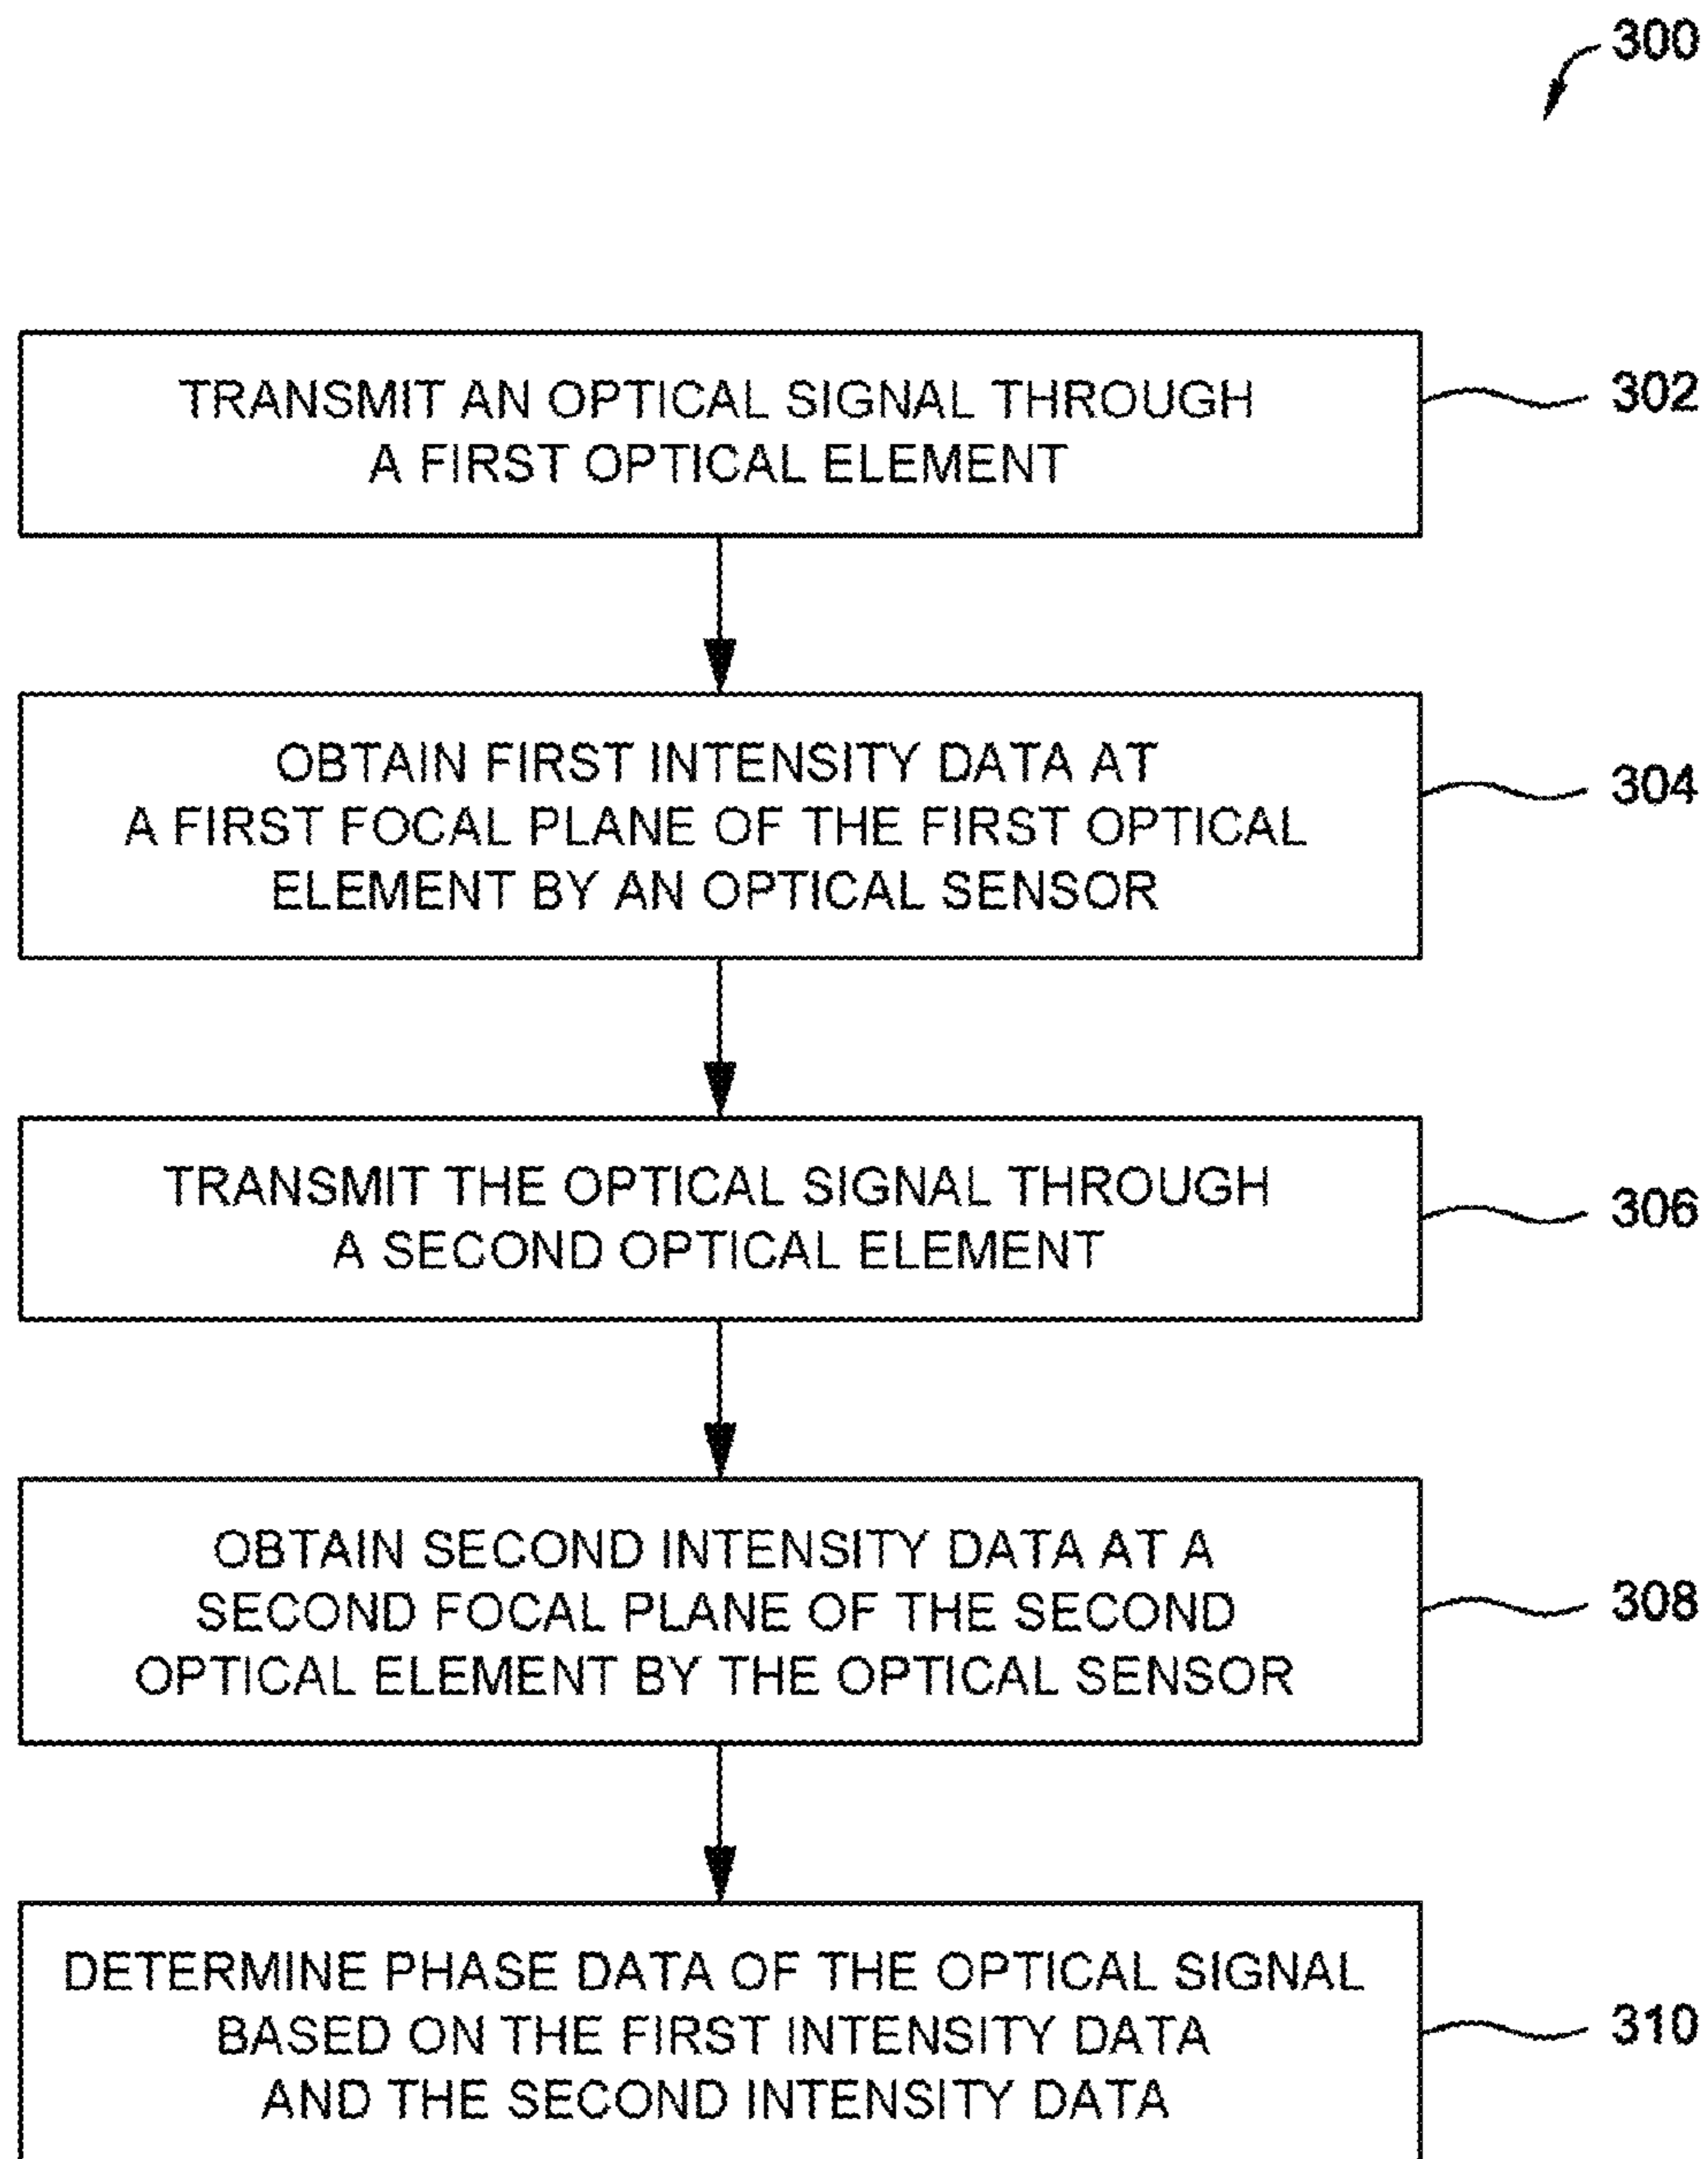 300
TRANSMIT AN OPTICAL SIGNAL THROUGH
A FIRST OPTICAL ELEMENT
302
OBTAIN FIRST INTENSITY DATA AT
A FIRST FOCAL PLANE OF THE FIRST OPTICAL
ELEMENT BY AN OPTICAL SENSOR
304
TRANSMIT THE OPTICAL SIGNAL THROUGH
A SECOND OPTICAL ELEMENT
306
OBTAIN SECOND INTENSITY DATA AT A
SECOND FOCAL PLANE OF THE SECOND
OPTICAL ELEMENT BY THE OPTICAL SENSOR
308
DETERMINE PHASE DATA OF THE OPTICAL SIGNAL
BASED ON THE FIRST INTENSITY DATA
AND THE SECOND INTENSITY DATA
310